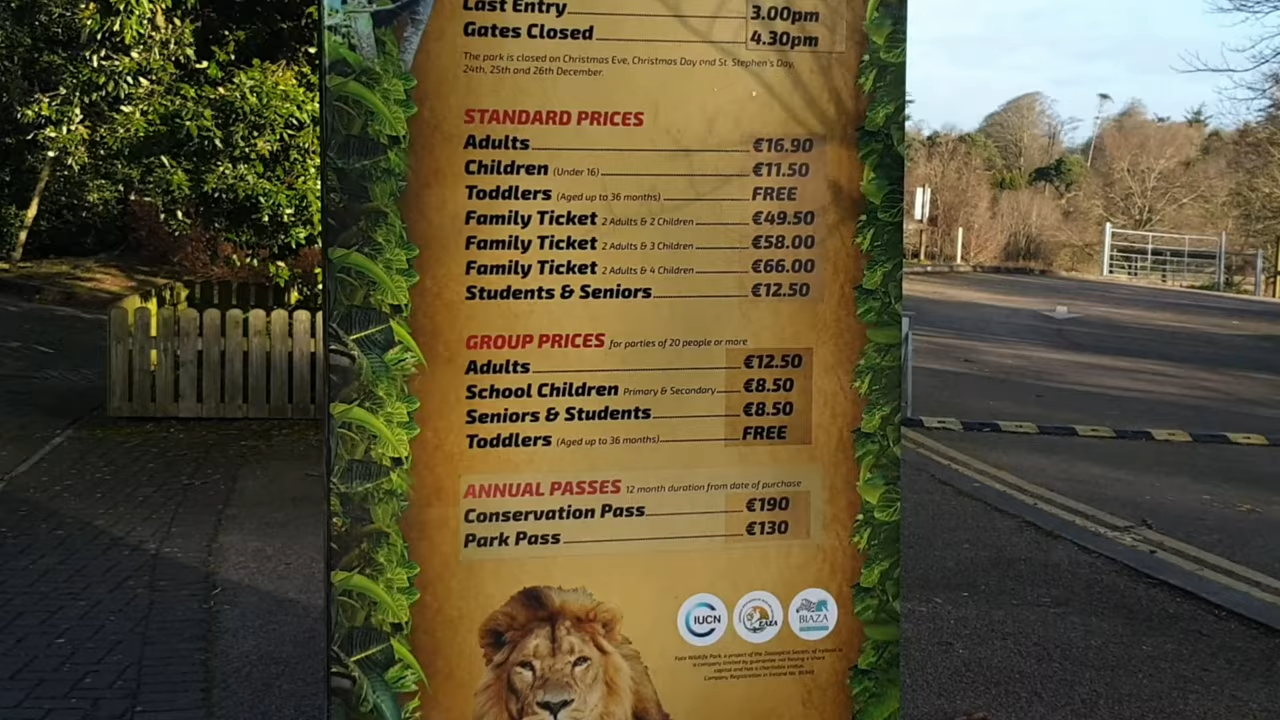 Last Entry 3.00pm
Gates Closed 4.30pm
The park is closed on Christmas Eve, Christmas Day and St. Stephen's Day,
24th, 25th and 26th December.
STANDARD PRICES
Adults €16.90
Children (Under 16) €11.50
Toddlers (Aged up to 36 months) FREE
Family Ticket 2 Adults & 2 Children €49.50
Family Ticket 2 Adults & 3 Children €58.00
Family Ticket 2 Adults & 4 Children €66.00
Students & Seniors €12.50
GROUP PRICES for parties of 20 people or more
Adults €12.50
School Children Primary & Secondary €8.50
Seniors & Students €8.50
Toddlers (Aged up to 36 months) FREE
ANNUAL PASSES 12 month duration from date of purchase
Conservation Pass €190
Park Pass €130
IUCN EAZA BIAZA
Fota Wildlife Park, a project of the Zoological Society of Ireland is
a company limited by guarantee not having a share
capital and has a charitable status.
Company Registration in Ireland No.